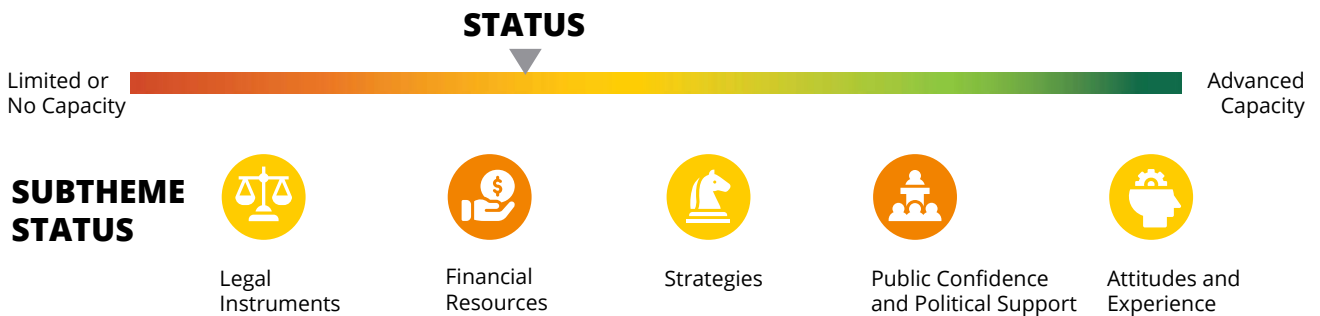 STATUS
Limited or
No Capacity
Advanced
Capacity
SUBTHEME
STATUS
$
Legal
Instruments
Financial
Resources
Strategies
Public Confidence
and Political Support
Attitudes and
Experience